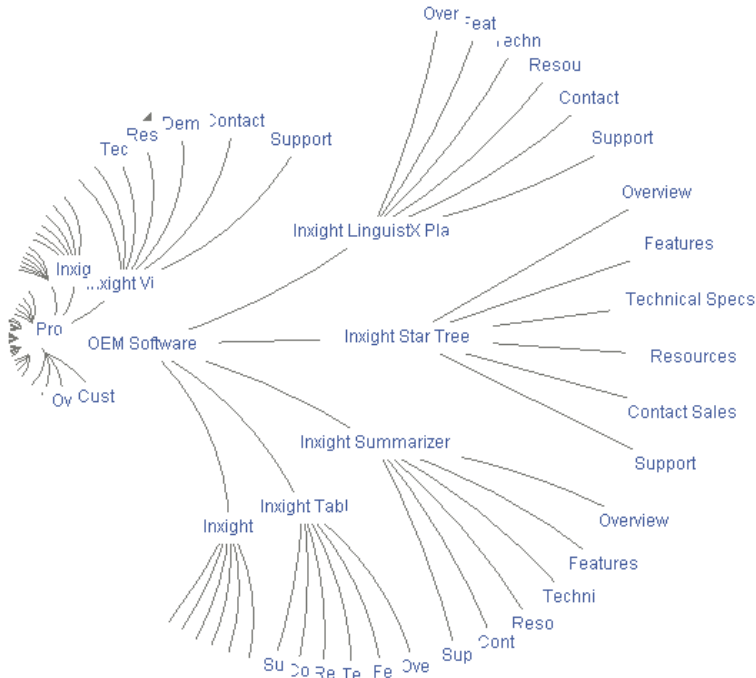 Over
Feat
Techn
Resou
Contact
Support
Dem
Contact
Res
Support
Tec
Overview
Inxight LinguistX Pla
Features
Inxig
Inxight Vi
Technical Specs
Pro
OEM Software
Inxight Star Tree
Resources
Ov
Cust
Contact Sales
Inxight Summarizer
Support
Inxight Tabl
Inxight
Overview
Features
Techni
Reso
Cont
Sup
Su
Co
Re
Te
Fe
Ove